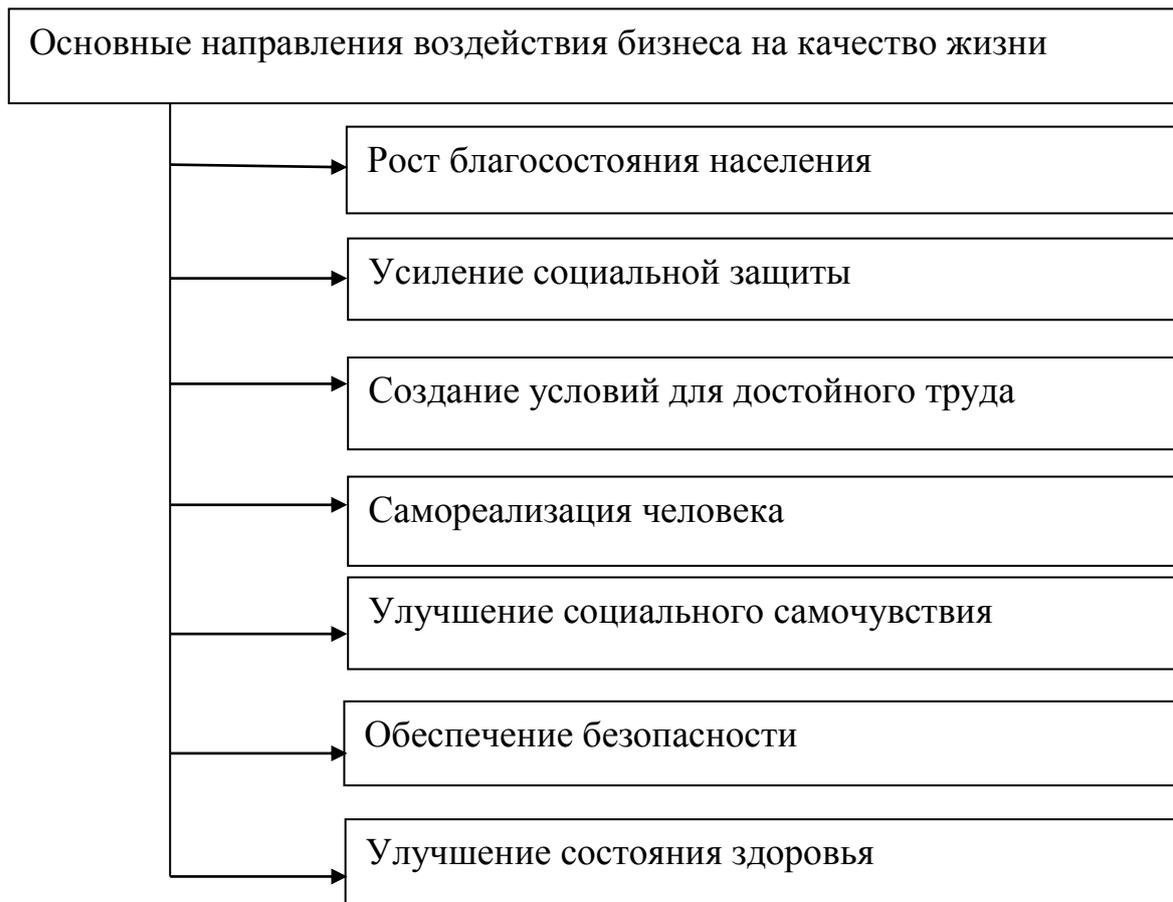 Основные направления воздействия бизнеса на качество жизни
Рост благосостояния населения
Усиление социальной защиты
Создание условий для достойного труда
Самореализация человека
Улучшение социального самочувствия
Обеспечение безопасности
Улучшение состояния здоровья